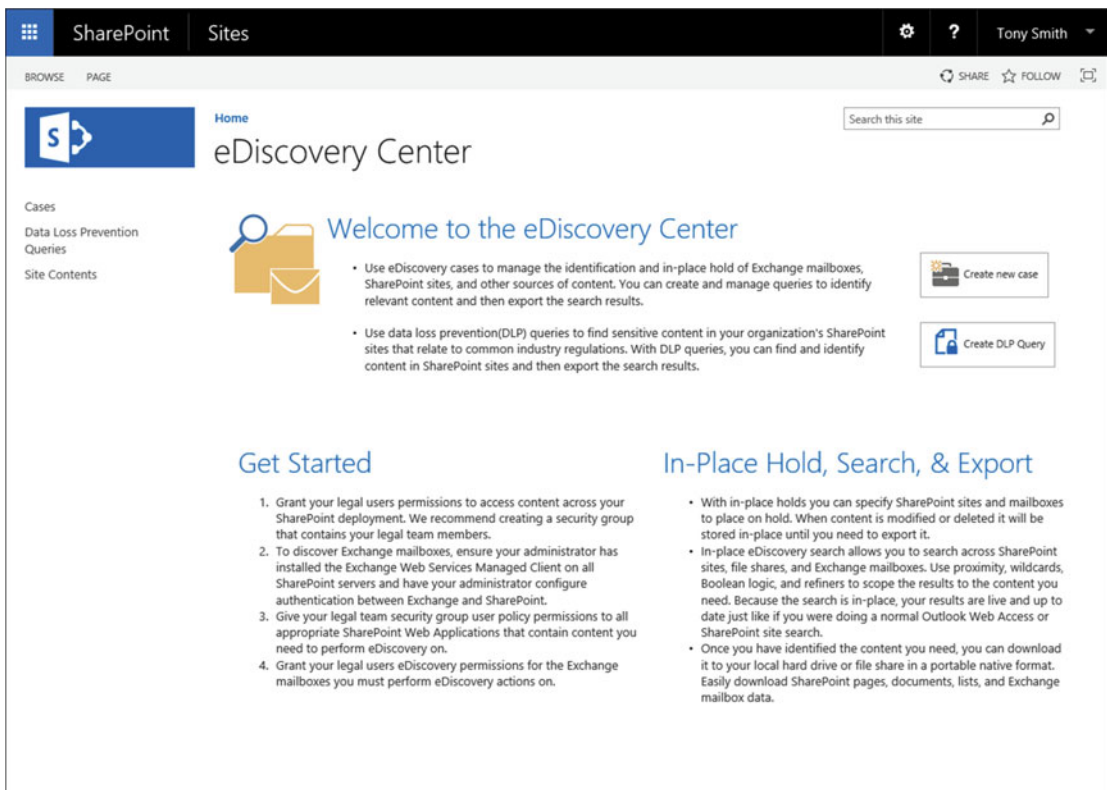 SharePoint Sites ? Tony Smith
BROWSE PAGE SHARE FOLLOW
S
Home
Search this site
eDiscovery Center
Cases
Data Loss Prevention
Queries
Site Contents
Welcome to the eDiscovery Center
• Use eDiscovery cases to manage the identification and in-place hold of Exchange mailboxes,
SharePoint sites, and other sources of content. You can create and manage queries to identify
relevant content and then export the search results.
• Use data loss prevention(DLP) queries to find sensitive content in your organization's SharePoint
sites that relate to common industry regulations. With DLP queries, you can find and identify
content in SharePoint sites and then export the search results.
Create new case
Create DLP Query
Get Started
1. Grant your legal users permissions to access content across your
SharePoint deployment. We recommend creating a security group
that contains your legal team members.
2. To discover Exchange mailboxes, ensure your administrator has
installed the Exchange Web Services Managed Client on all
SharePoint servers and have your administrator configure
authentication between Exchange and SharePoint.
3. Give your legal team security group user policy permissions to all
appropriate SharePoint Web Applications that contain content you
need to perform eDiscovery on.
4. Grant your legal users eDiscovery permissions for the Exchange
mailboxes you must perform eDiscovery actions on.
In-Place Hold, Search, & Export
• With in-place holds you can specify SharePoint sites and mailboxes
to place on hold. When content is modified or deleted it will be
stored in-place until you need to export it.
• In-place eDiscovery search allows you to search across SharePoint
sites, file shares, and Exchange mailboxes. Use proximity, wildcards,
Boolean logic, and refiners to scope the results to the content you
need. Because the search is in-place, your results are live and up to
date just like if you were doing a normal Outlook Web Access or
SharePoint site search.
• Once you have identified the content you need, you can download
it to your local hard drive or file share in a portable native format.
Easily download SharePoint pages, documents, lists, and Exchange
mailbox data.